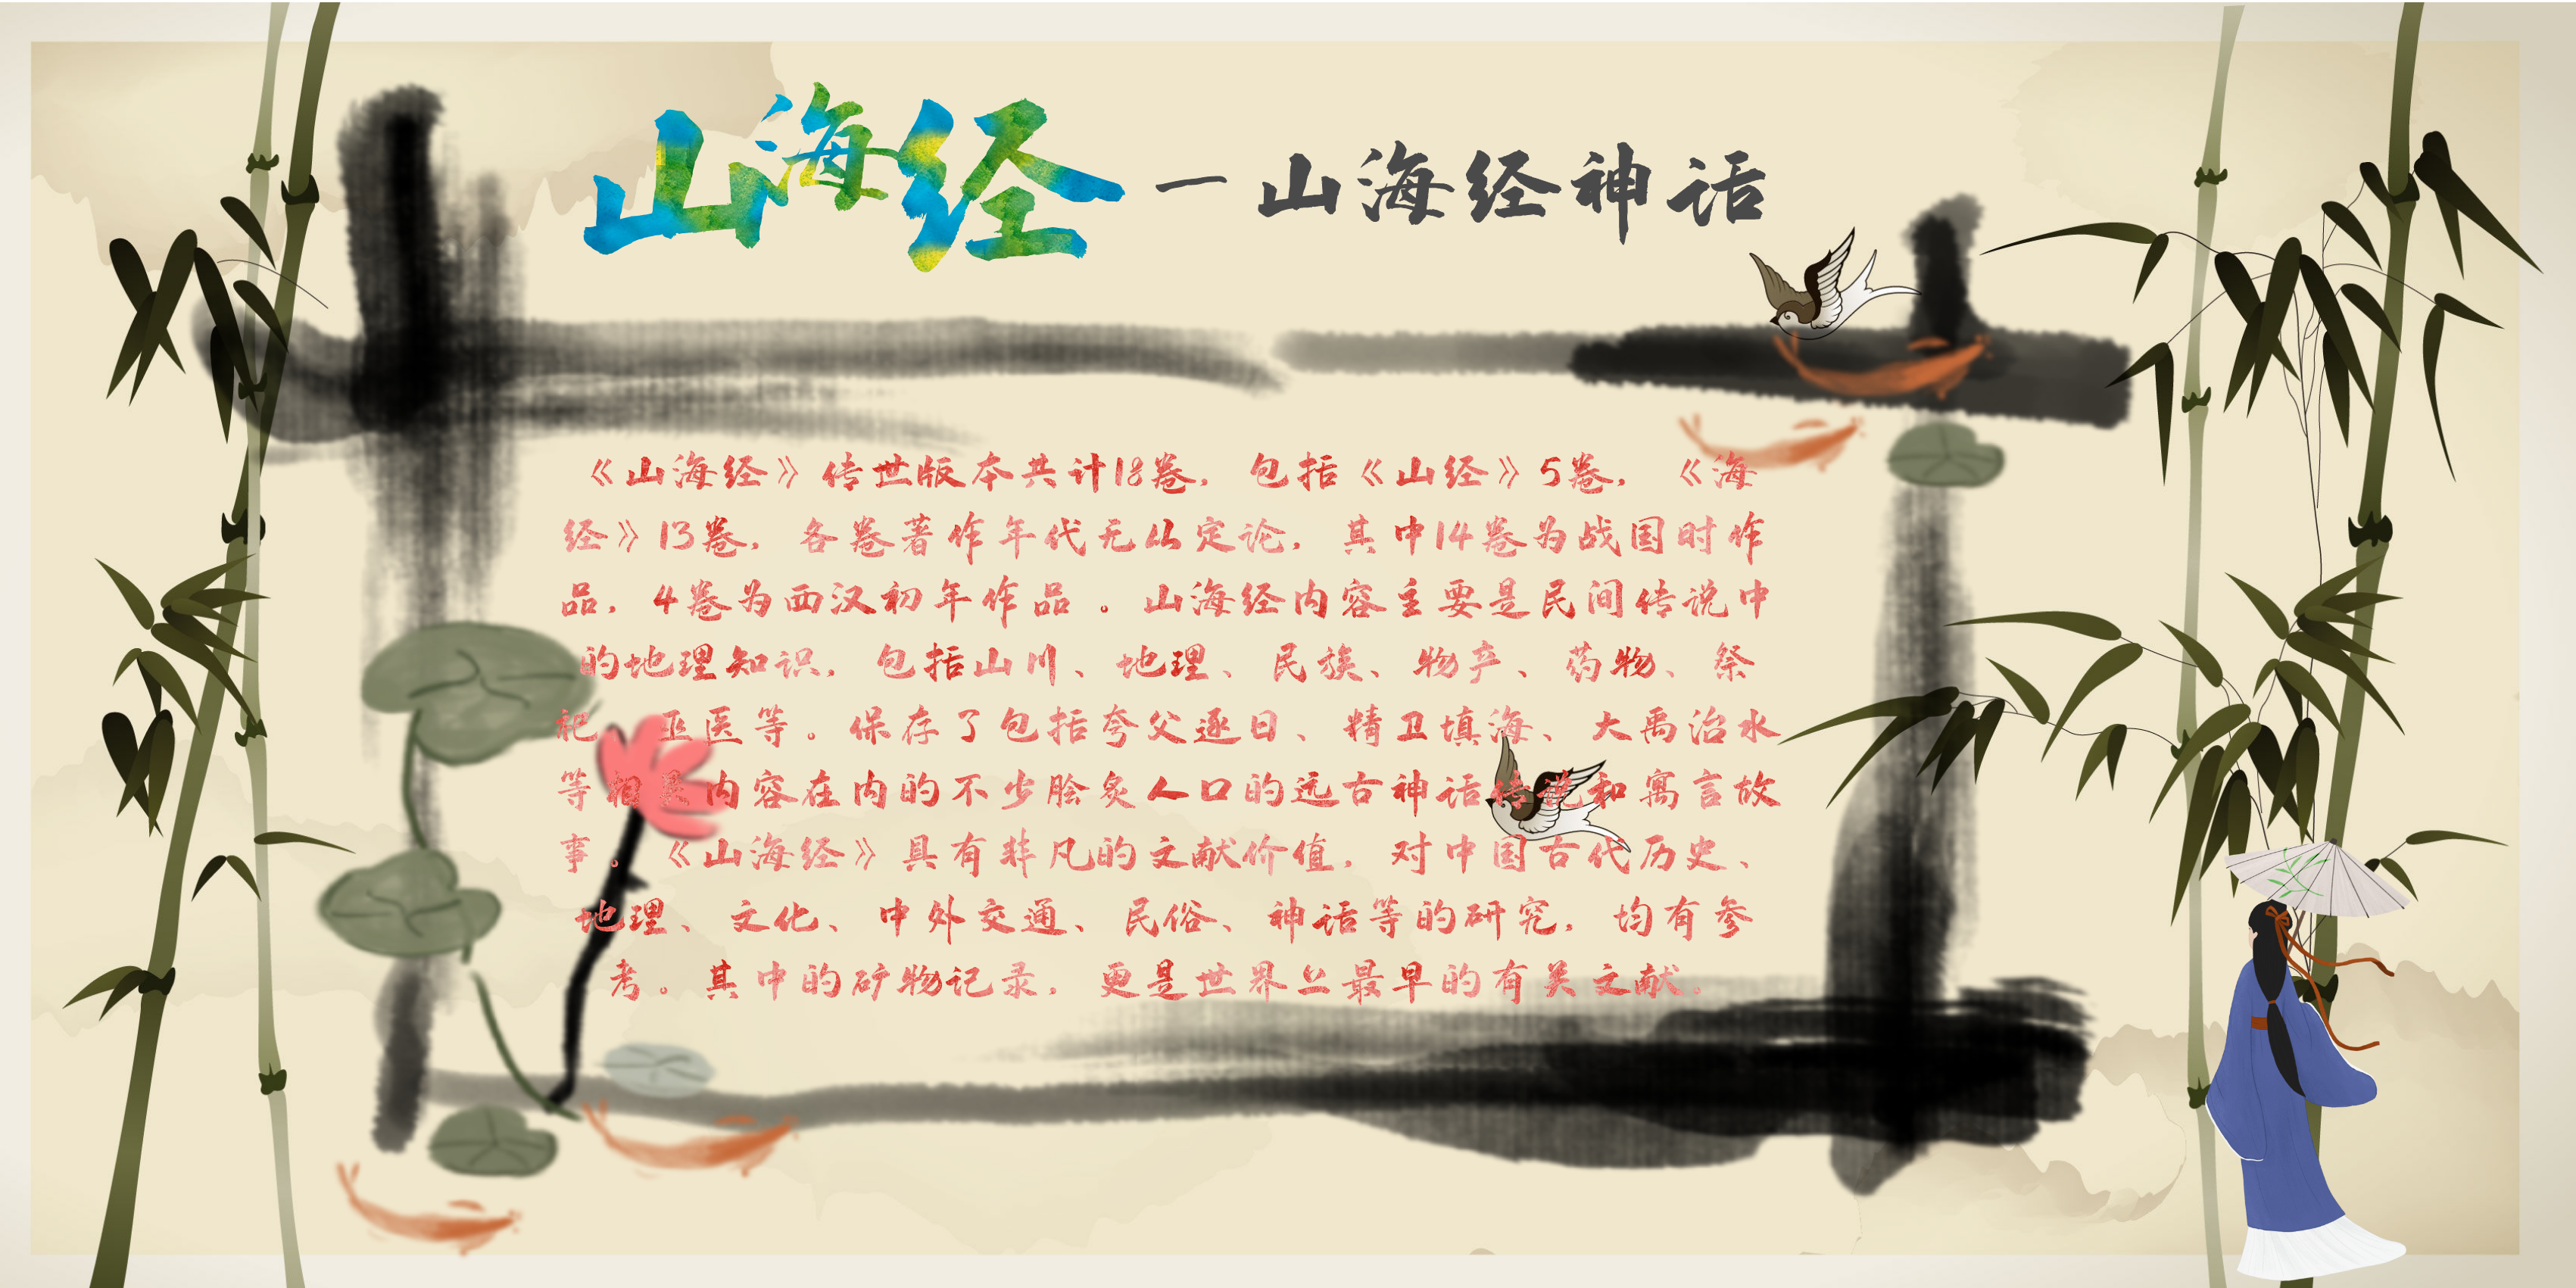 山海经 — 山海经神话
《山海经》传世版本共计18卷，包括《山经》5卷，《海
经》13卷，各卷著作年代无从定论，其中14卷为战国时作
品，4卷为西汉初年作品。山海经内容主要是民间传说中
的地理知识，包括山川、地理、民族、物产、药物、祭
祀、巫医等。保存了包括夸父逐日、精卫填海、大禹治水
等相关内容在内的不少脍炙人口的远古神话传说和寓言故
事。《山海经》具有非凡的文献价值，对中国古代历史、
地理、文化、中外交通、民俗、神话等的研究，均有参
考。其中的矿物记录，更是世界上最早的有关文献。